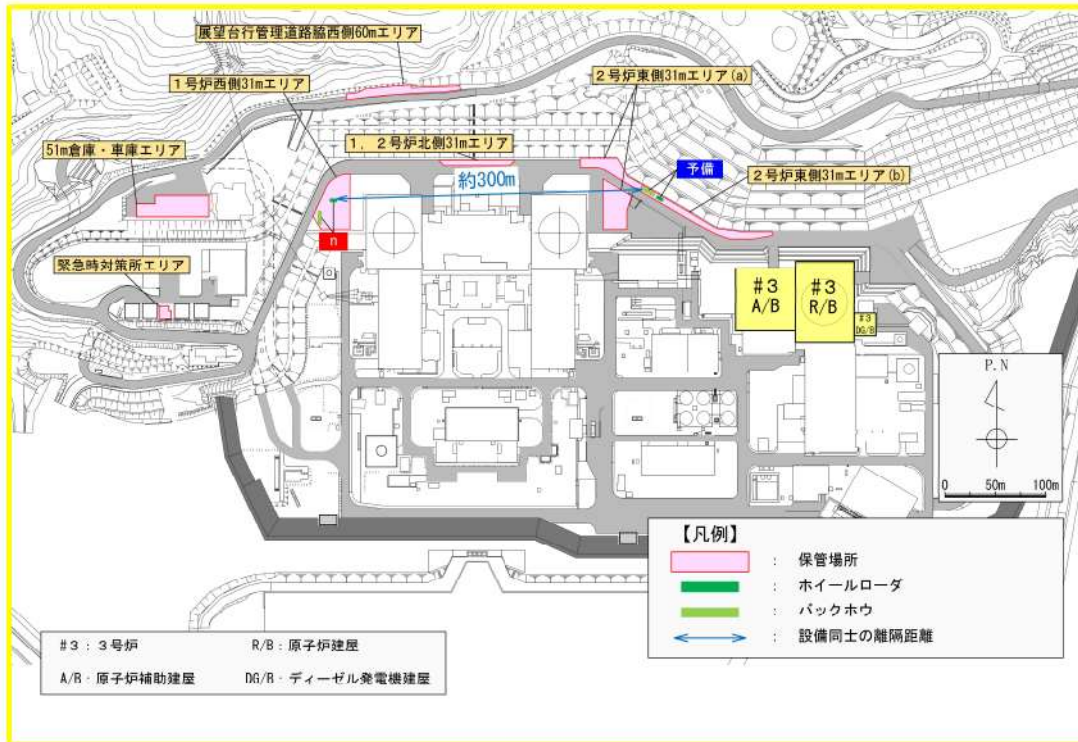 展望台行管理道路脇西側60mエリア
1号炉西側31mエリア
2号炉東側31mエリア(a)
51m倉庫・車庫エリア
1,2号炉北側31mエリア
予備
2号炉東側31mエリア(b)
約300m
n
緊急時対策所エリア
#3
A/B
#3
R/B
#3
DG/B
P.N
0 50m 100m
【凡例】
: 保管場所
: ホイールローダ
: バックホウ
: 設備同士の離隔距離
#3:3号炉
R/B:原子炉建屋
A/B:原子炉補助建屋
DG/B:ディーゼル発電機建屋